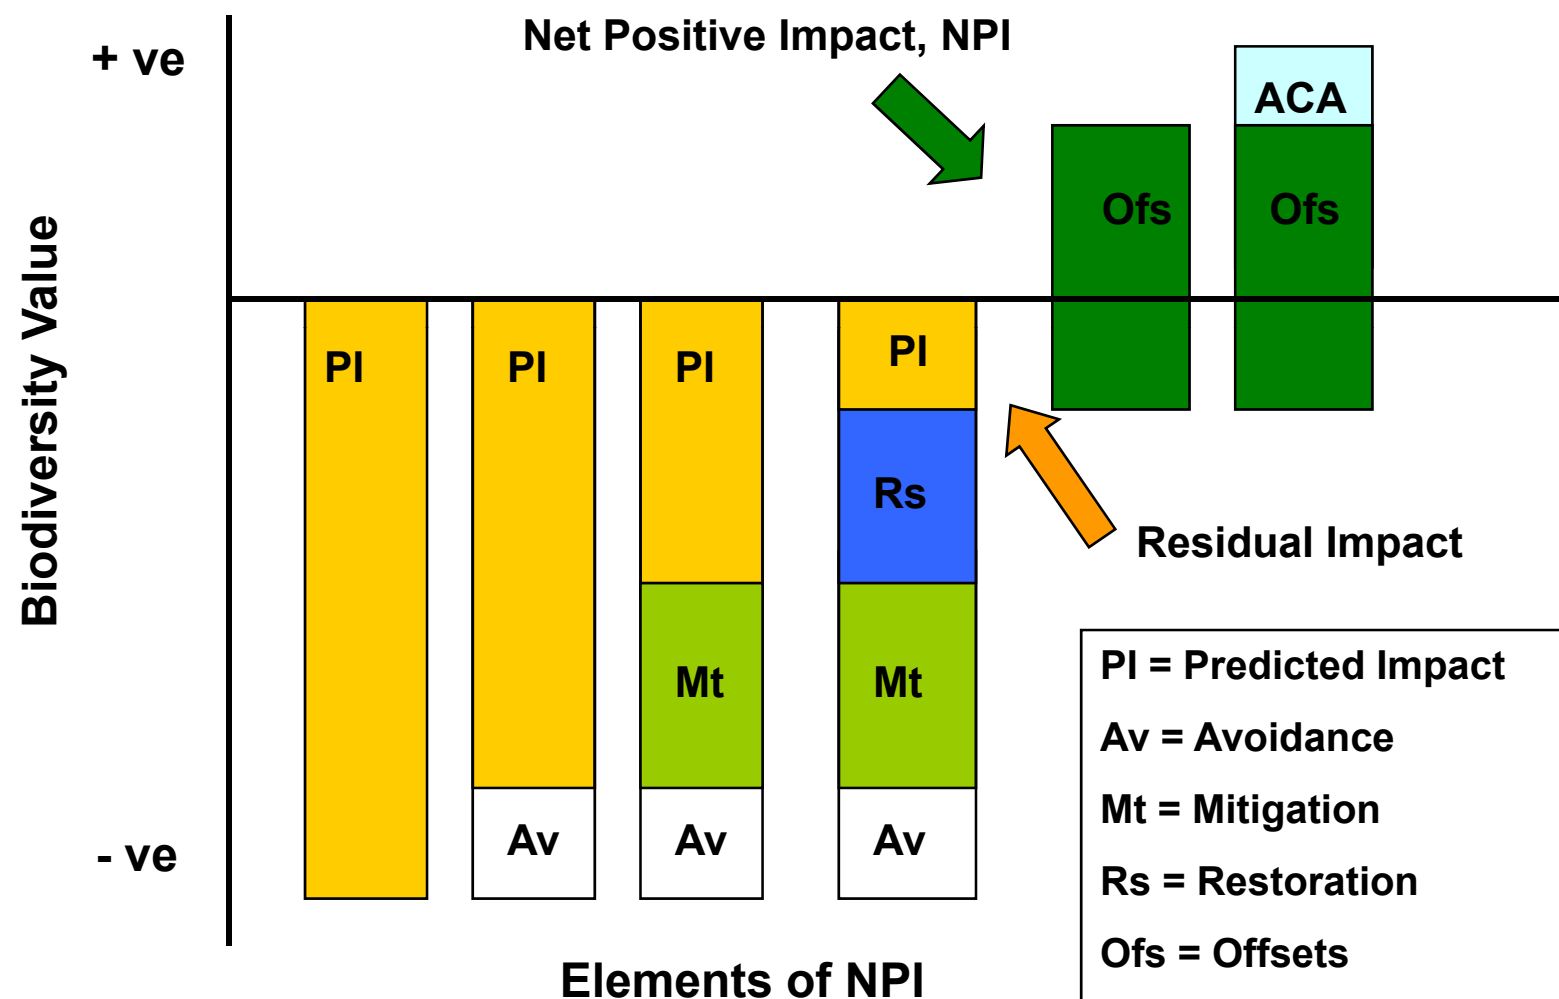 Net Positive Impact, NPI
+ ve
ACA
Ofs
Ofs
Biodiversity Value
PI
PI
PI
PI
Rs
Residual Impact
Mt
Mt
Av
Av
Av
- ve
PI = Predicted Impact
Av = Avoidance
Mt = Mitigation
Rs = Restoration
Ofs = Offsets
Elements of NPI